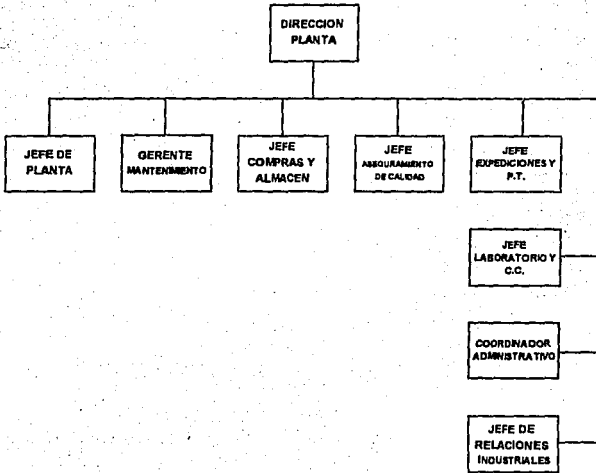 DIRECCION
PLANTA
JEFE DE
PLANTA
GERENTE
MANTENIMIENTO
JEFE
COMPRAS Y
ALMACEN
JEFE
ASEGURAMIENTO
DE CALIDAD
JEFE
EXPEDICIONES Y
P.T.
JEFE
LABORATORIO Y
C.C.
COORDINADOR
ADMINISTRATIVO
JEFE DE
RELACIONES
INDUSTRIALES